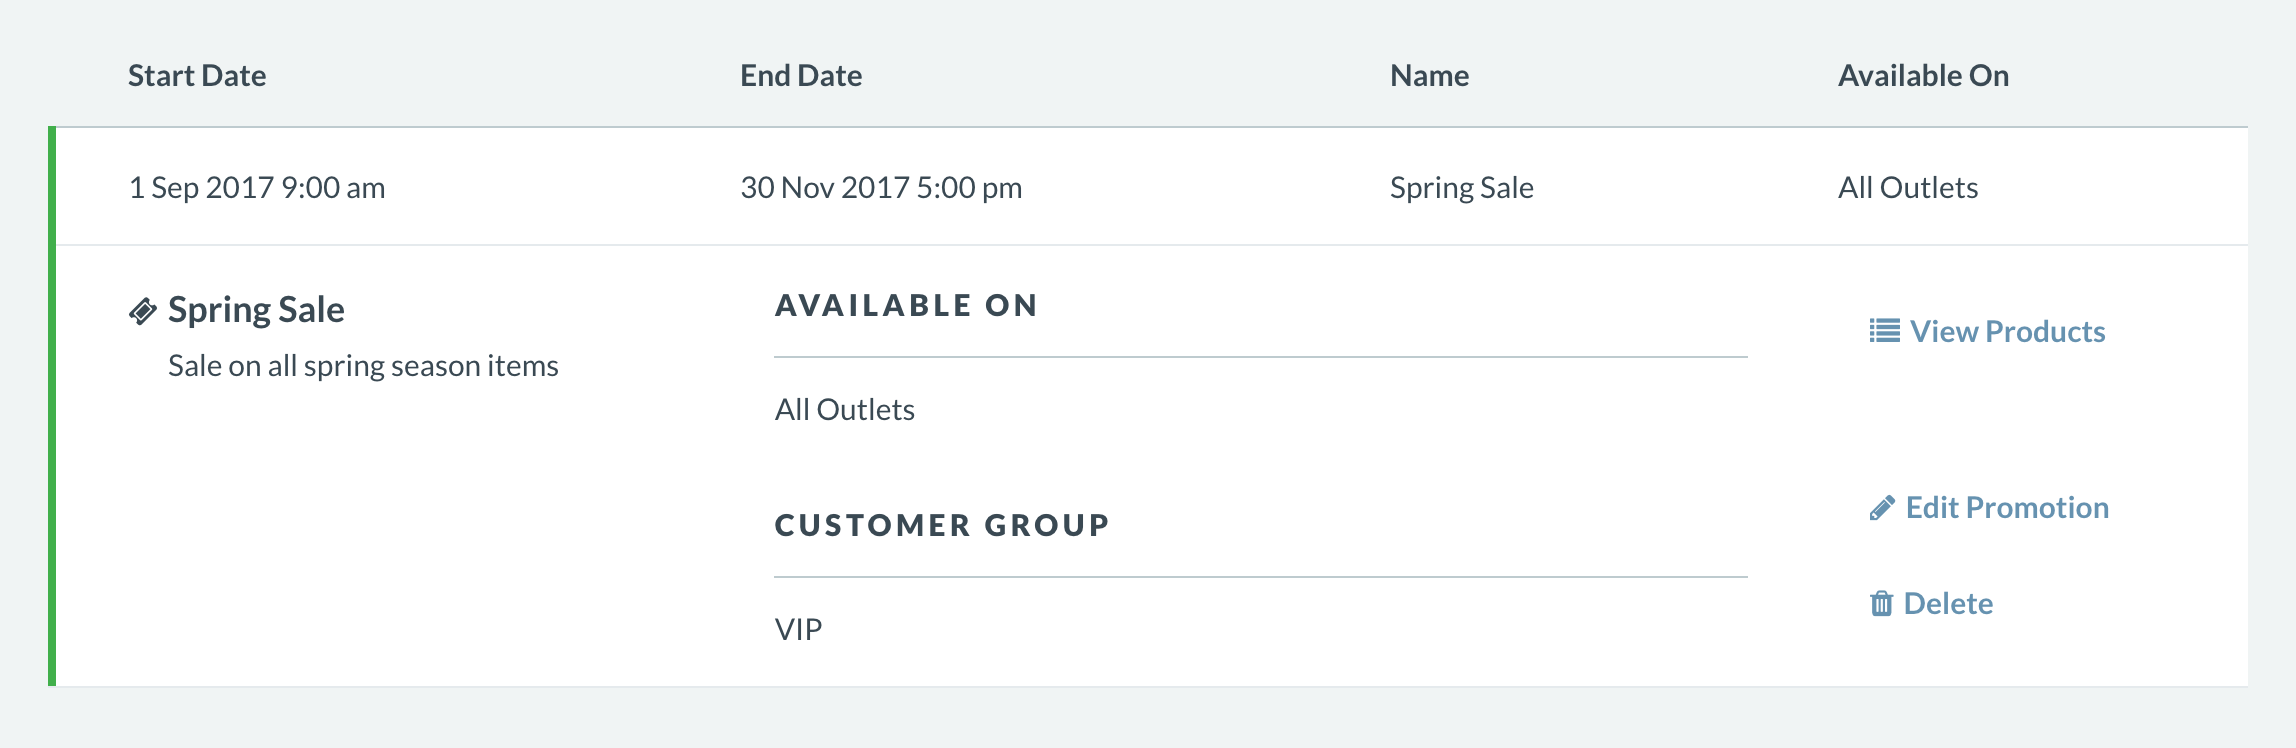 Start Date End Date Name Available On
1 Sep 2017 9:00 am 30 Nov 2017 5:00 pm Spring Sale All Outlets
Spring Sale
Sale on all spring season items
AVAILABLE ON
All Outlets
CUSTOMER GROUP
VIP
View Products
Edit Promotion
Delete